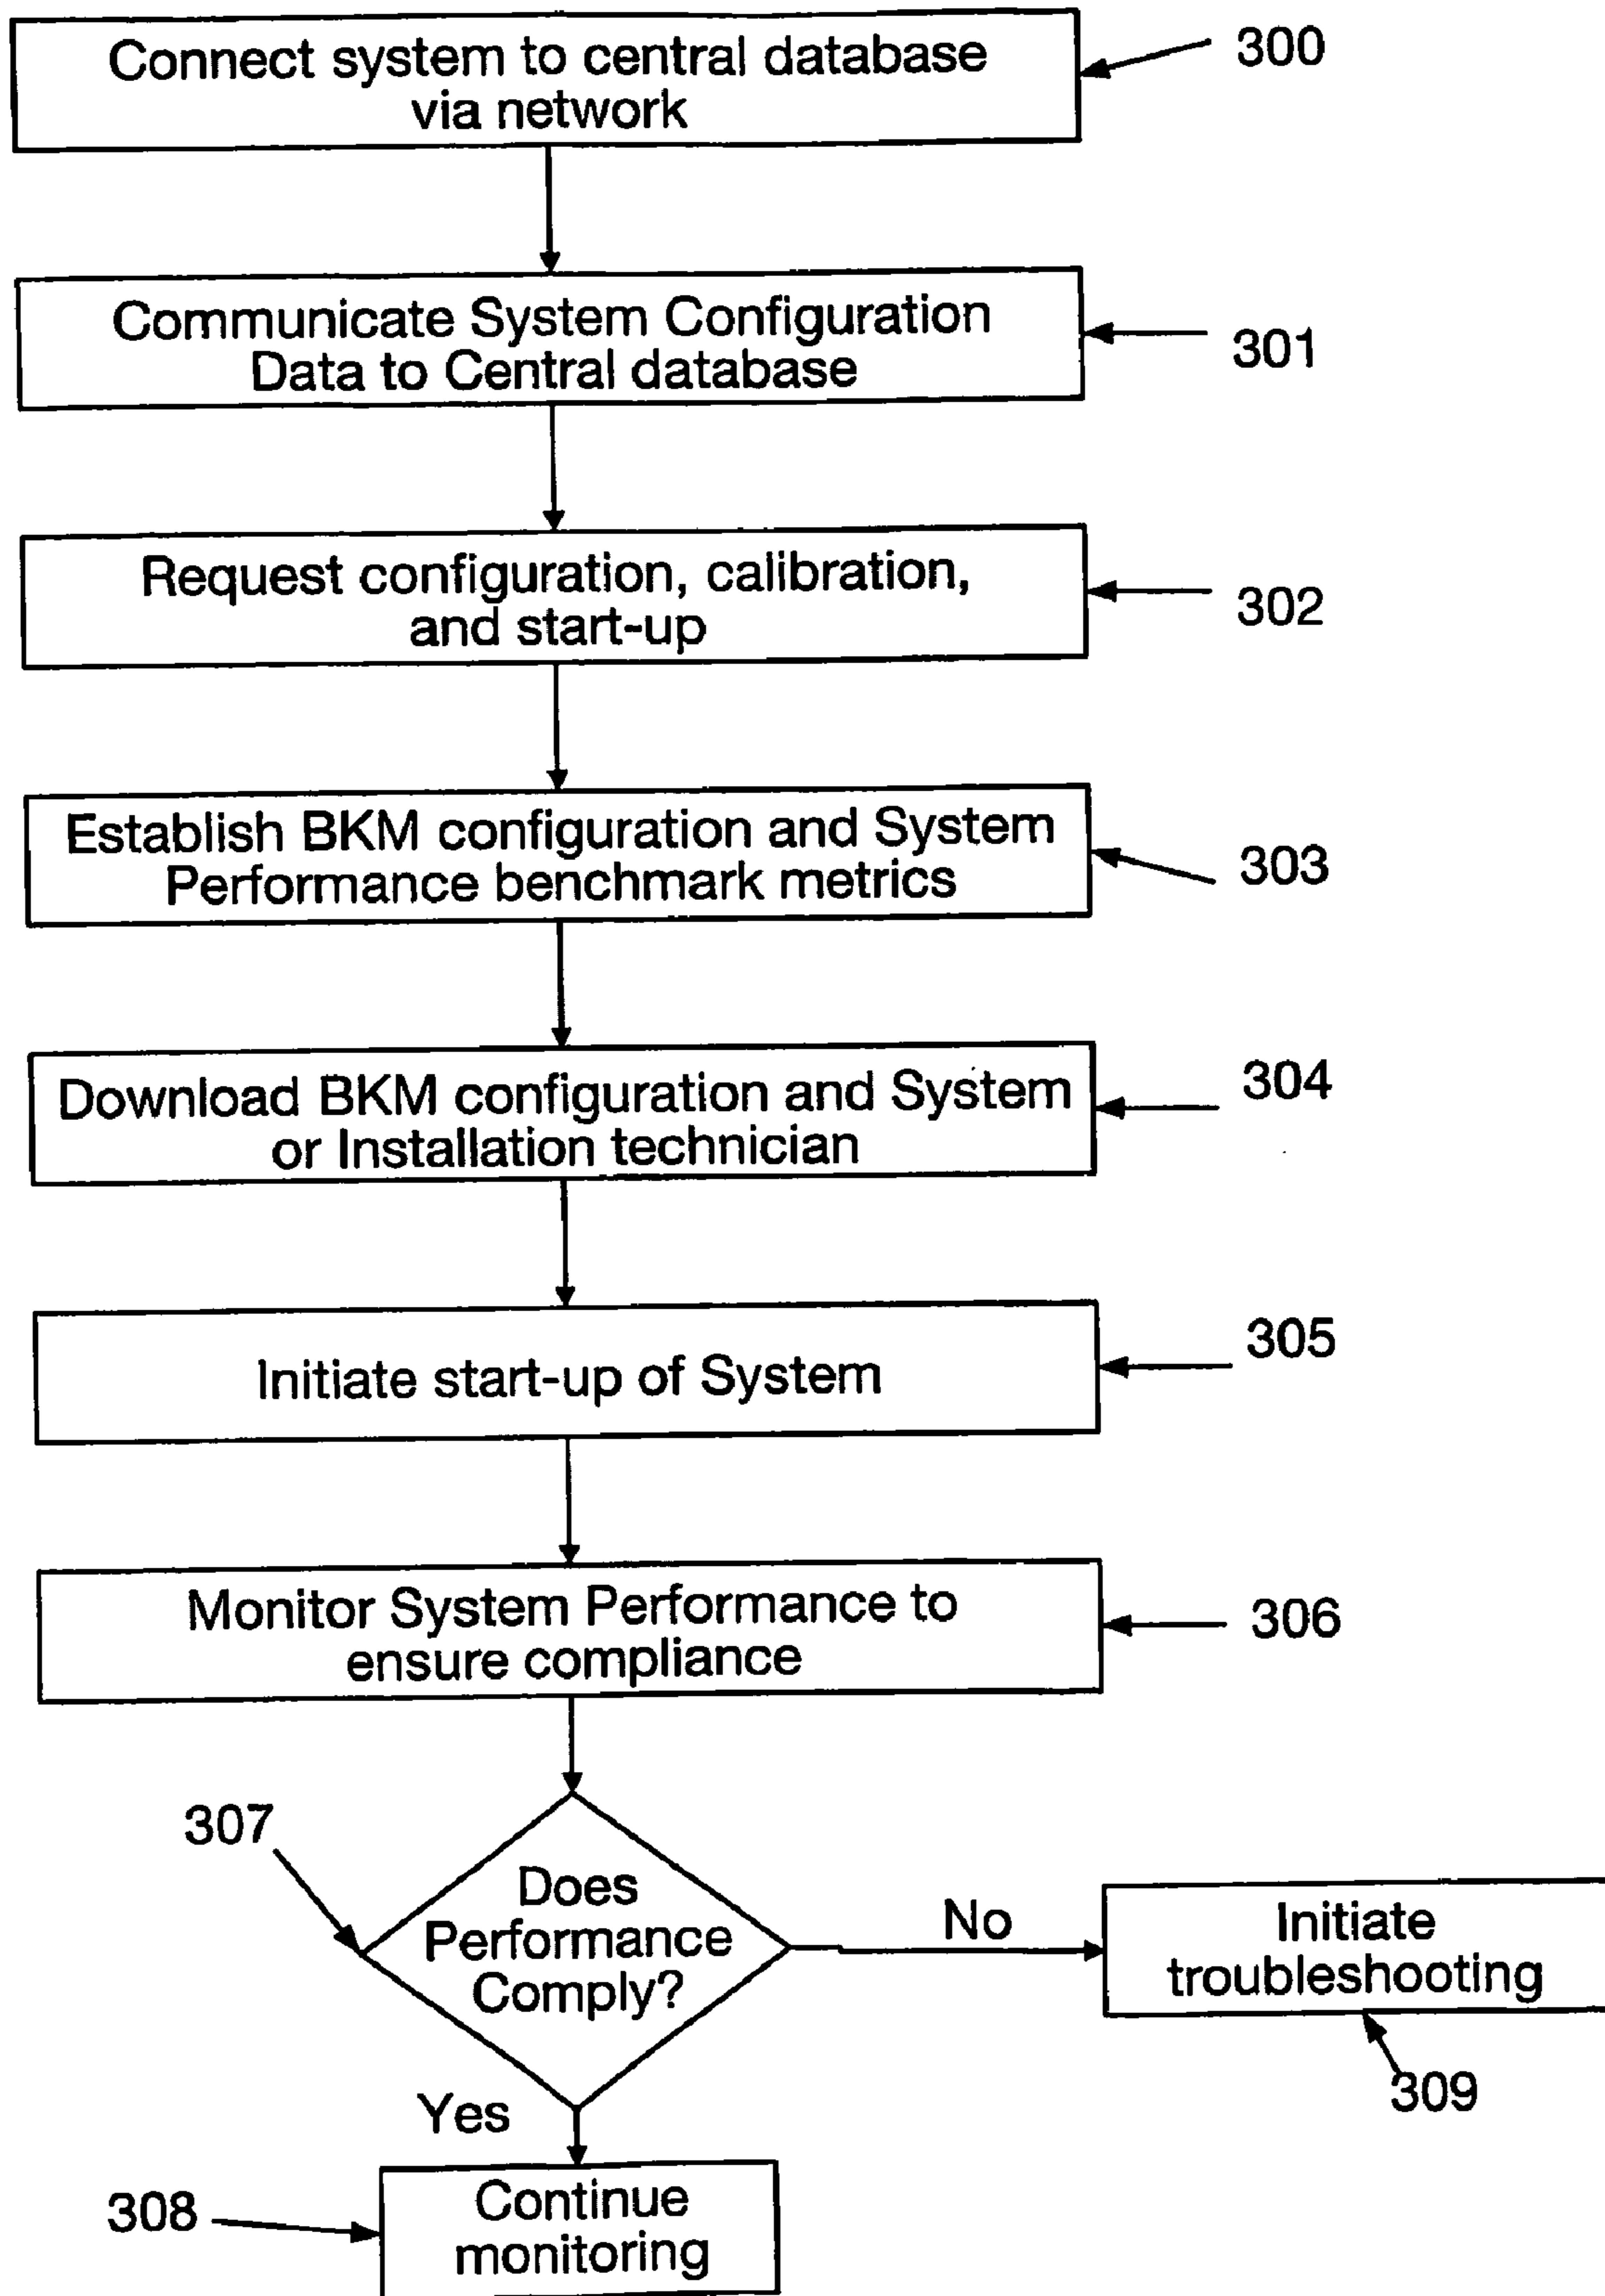 Connect system to central database
via network
300
Communicate System Configuration
Data to Central database
301
Request configuration, calibration,
and start-up
302
Establish BKM configuration and System
Performance benchmark metrics
303
Download BKM configuration and System
or Installation technician
304
Initiate start-up of System
305
Monitor System Performance to
ensure compliance
306
307
Does
Performance
Comply?
No
Initiate
troubleshooting
309
Yes
308
Continue
monitoring